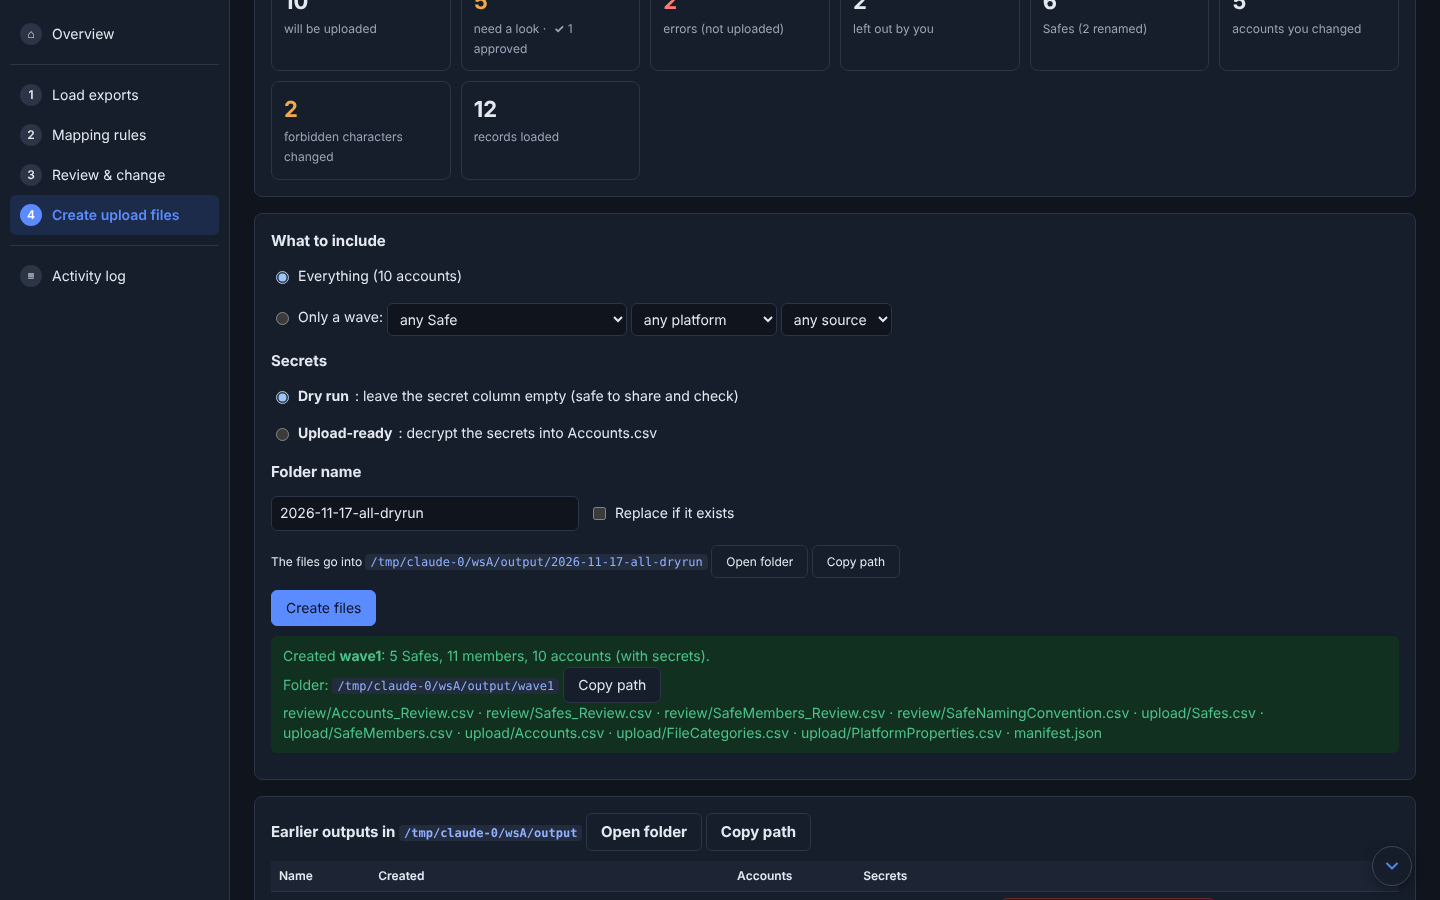 Overview
1 Load exports
2 Mapping rules
3 Review & change
4 Create upload files
Activity log
10
will be uploaded
5
need a look · ✓ 1
approved
2
errors (not uploaded)
2
left out by you
6
Safes (2 renamed)
5
accounts you changed
2
forbidden characters
changed
12
records loaded
What to include
Everything (10 accounts)
Only a wave: any Safe any platform any source
Secrets
Dry run : leave the secret column empty (safe to share and check)
Upload-ready : decrypt the secrets into Accounts.csv
Folder name
2026-11-17-all-dryrun Replace if it exists
The files go into /tmp/claude-0/wsA/output/2026-11-17-all-dryrun Open folder Copy path
Create files
Created wave1: 5 Safes, 11 members, 10 accounts (with secrets).
Folder: /tmp/claude-0/wsA/output/wave1 Copy path
review/Accounts_Review.csv · review/Safes_Review.csv · review/SafeMembers_Review.csv · review/SafeNamingConvention.csv · upload/Safes.csv ·
upload/SafeMembers.csv · upload/Accounts.csv · upload/FileCategories.csv · upload/PlatformProperties.csv · manifest.json
Earlier outputs in /tmp/claude-0/wsA/output Open folder Copy path
Name Created Accounts Secrets